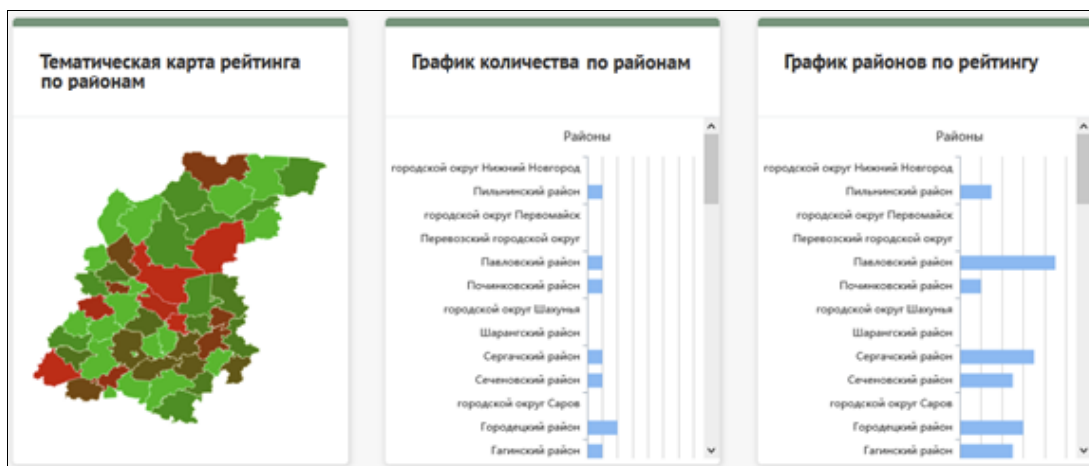 Тематическая карта рейтинга
по районам
График количества по районам
Районы
городской округ Нижний Новгород
Пильнинский район
городской округ Первомайск
Перевозский городской округ
Павловский район
Починковский район
городской округ Шахунья
Шарангский район
Сергачский район
Сеченовский район
городской округ Саров
Городецкий район
Гагинский район
График районов по рейтингу
Районы
городской округ Нижний Новгород
Пильнинский район
городской округ Первомайск
Перевозский городской округ
Павловский район
Починковский район
городской округ Шахунья
Шарангский район
Сергачский район
Сеченовский район
городской округ Саров
Городецкий район
Гагинский район